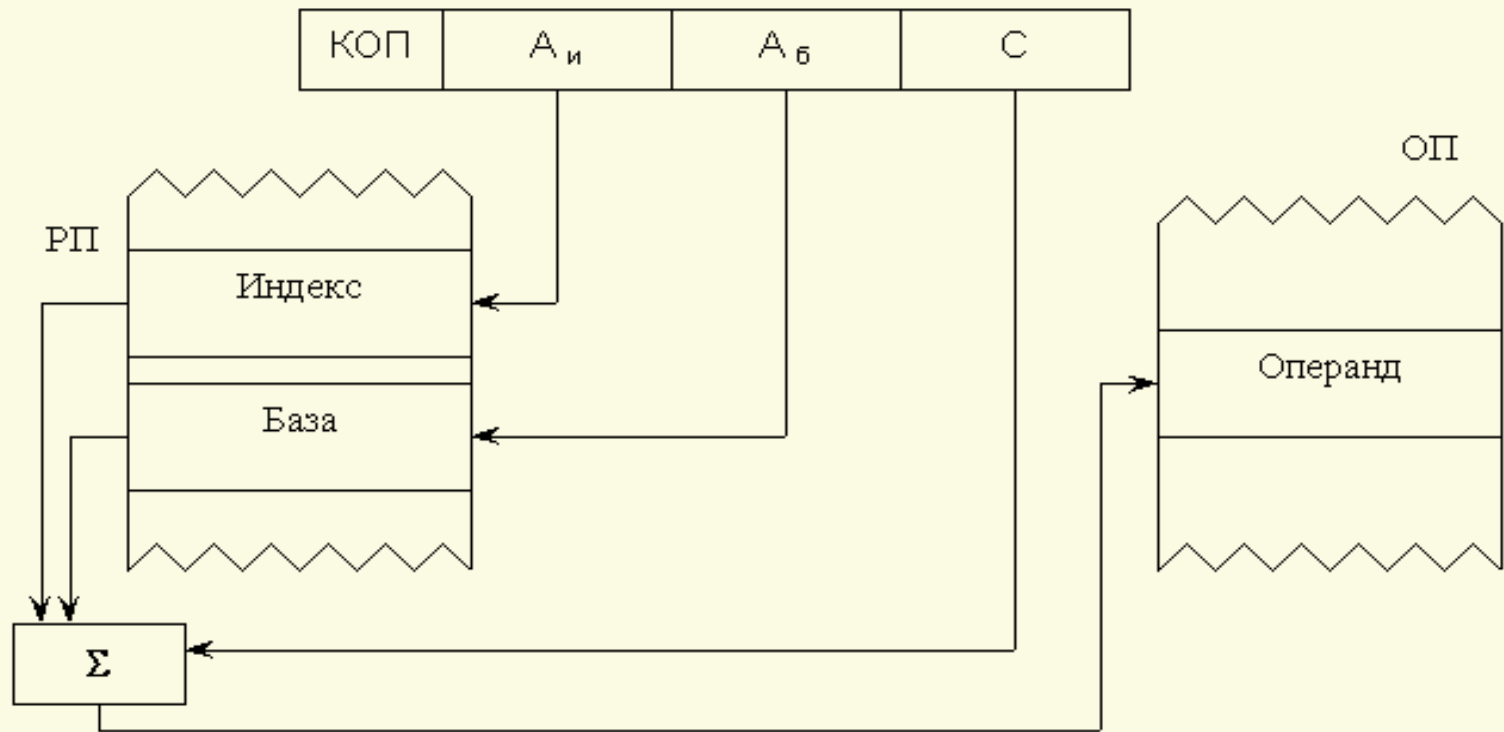 КОП А и А б С
ОП
РП
Индекс
Операнд
База
Σ